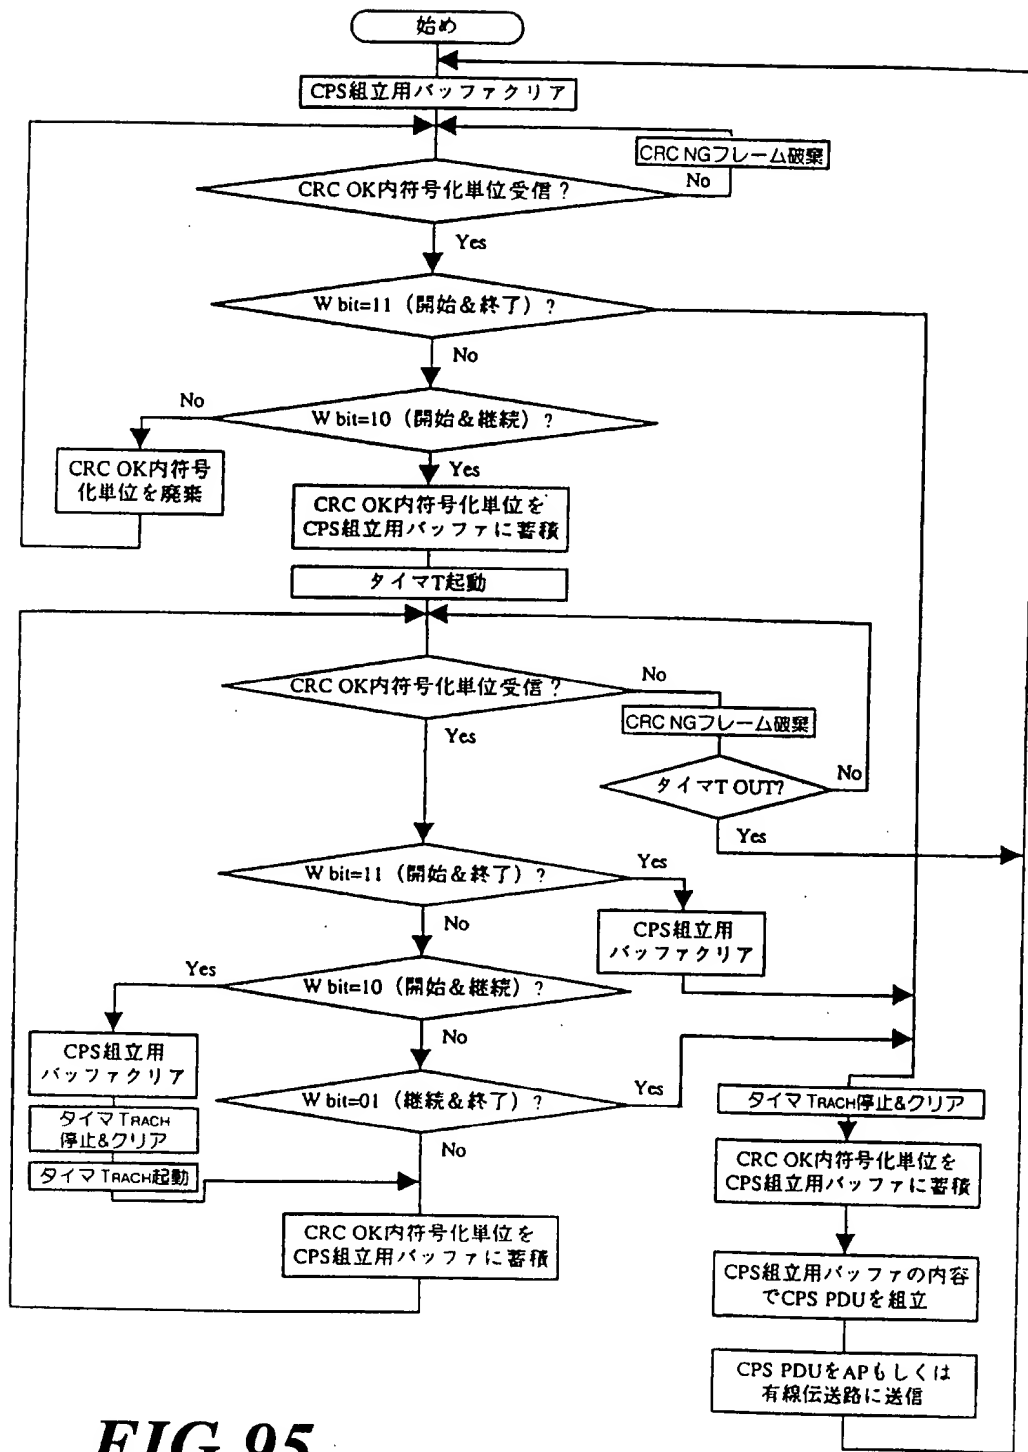 始め
CPS組立用バッファクリア
CRC NGフレーム破棄
CRC OK内符号化単位受信？
No
Yes
W bit=11（開始&終了）？
No
No
W bit=10（開始&継続）？
Yes
CRC OK内符号
化単位を廃棄
CRC OK内符号化単位を
CPS組立用バッファに蓄積
タイマT起動
CRC OK内符号化単位受信？
No
CRC NGフレーム破棄
Yes
タイマT OUT?
No
Yes
W bit=11（開始&終了）？
Yes
No
CPS組立用
バッファクリア
Yes
W bit=10（開始&継続）？
No
CPS組立用
バッファクリア
W bit=01（継続&終了）？
Yes
タイマ TRACH停止&クリア
タイマ TRACH
停止&クリア
No
タイマ TRACH起動
CRC OK内符号化単位を
CPS組立用バッファに蓄積
CRC OK内符号化単位を
CPS組立用バッファに蓄積
CPS組立用バッファの内容
でCPS PDUを組立
CPS PDUをAPもしくは
有線伝送路に送信
FIG.95